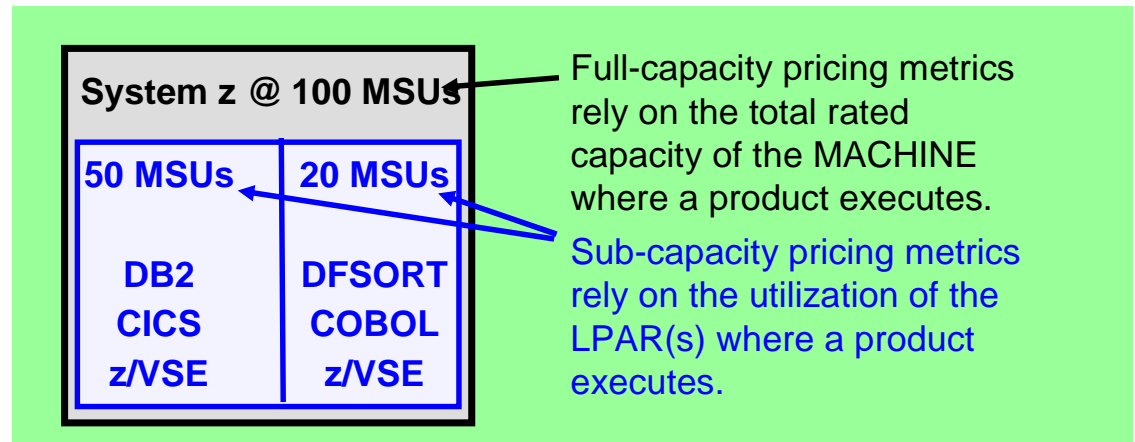 System z @ 100 MSUs
50 MSUs
DB2
CICS
z/VSE
20 MSUs
DFSORT
COBOL
z/VSE
Full-capacity pricing metrics
rely on the total rated
capacity of the MACHINE
where a product executes.
Sub-capacity pricing metrics
rely on the utilization of the
LPAR(s) where a product
executes.